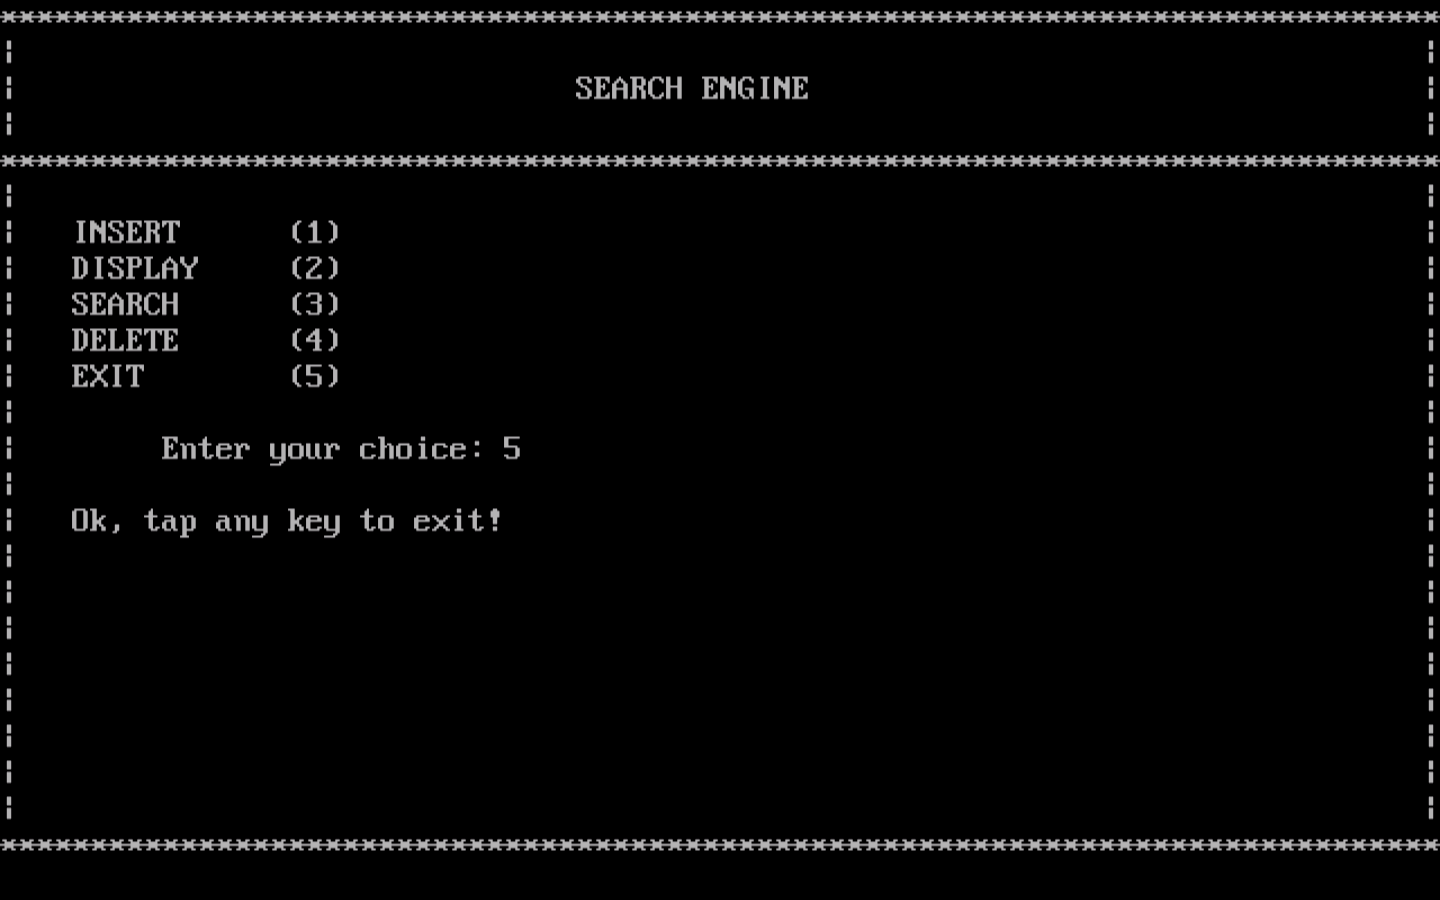 SEARCH ENGINE
INSERT (1)
DISPLAY (2)
SEARCH (3)
DELETE (4)
EXIT (5)
Enter your choice: 5
Ok, tap any key to exit!